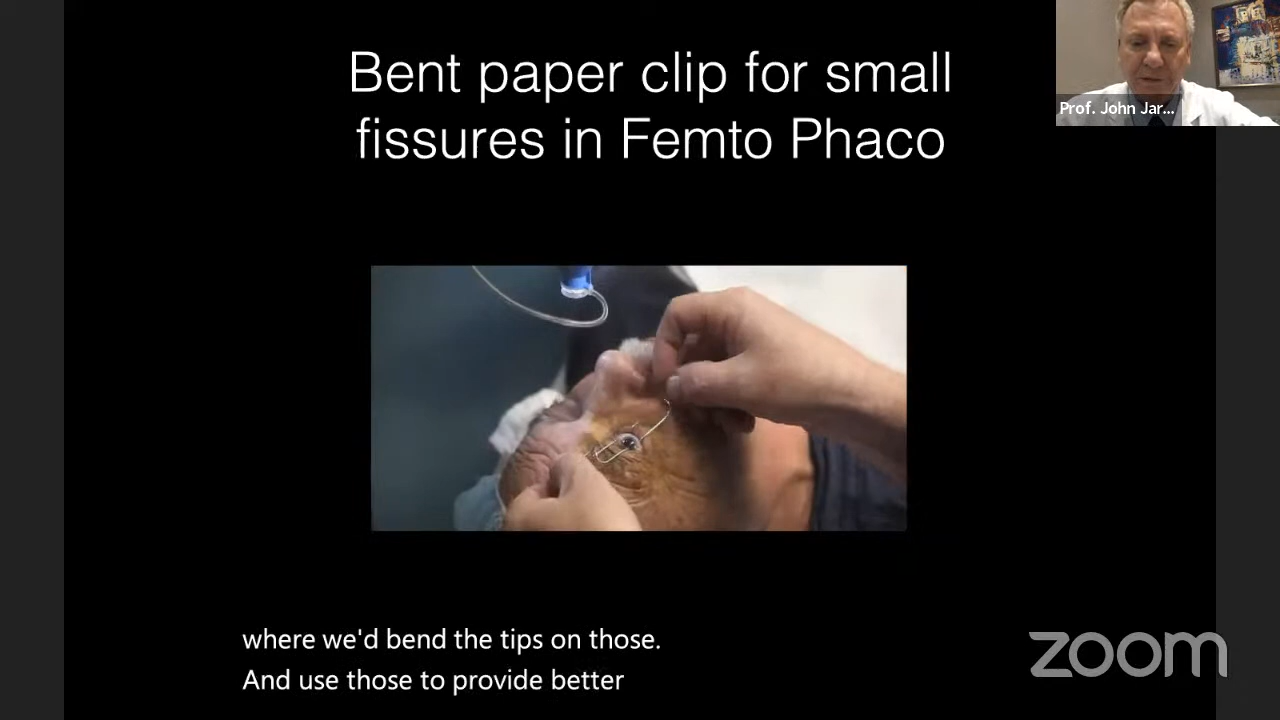 Bent paper clip for small
fissures in Femto Phaco
Prof. John Jar...
where we'd bend the tips on those.
And use those to provide better
zoom